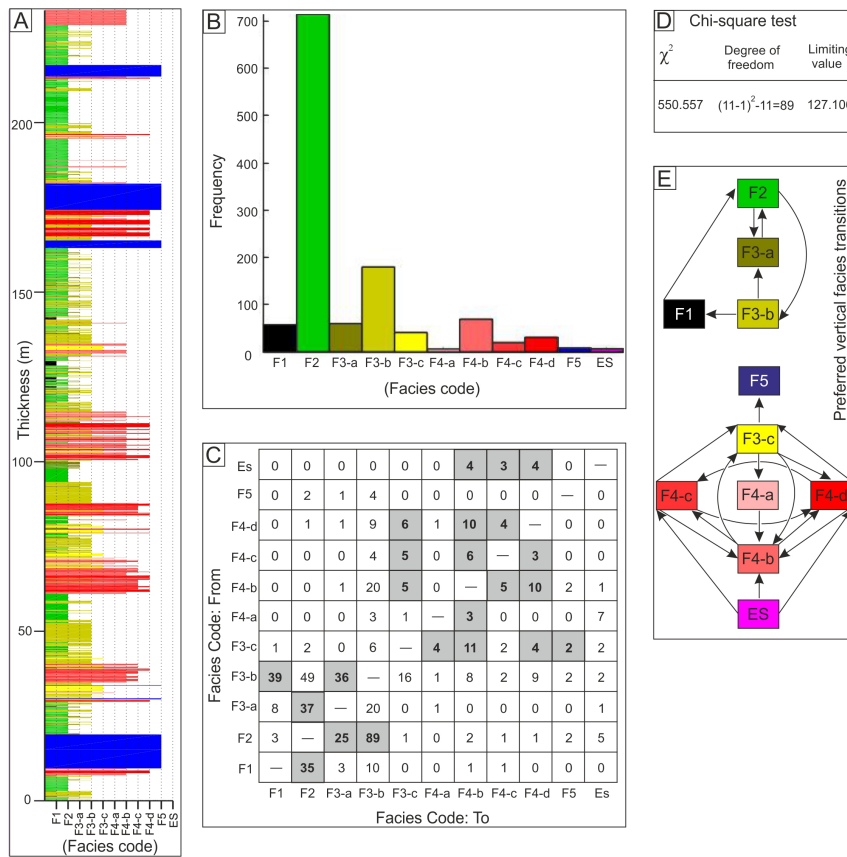 A
Thickness (m)
200
150
100
50
0
F1
F2
F3-a
F3-b
F3-c
F4-a
F4-b
F4-c
F4-d
F5
ES
(Facies code)
B
Frequency
700
600
500
400
300
200
100
0
F1 F2 F3-a F3-b F3-c F4-a F4-b F4-c F4-d F5 ES
(Facies code)
C
Facies Code: From
Es 0 0 0 0 0 4 3 4 0 —
F5 0 2 1 4 0 0 0 0 0 — 0
F4-d 0 1 1 9 6 1 10 4 — 0 0
F4-c 0 0 0 4 5 0 6 — 3 0 0
F4-b 0 0 1 20 5 0 — 5 10 2 1
F4-a 0 0 0 3 1 — 3 0 0 0 7
F3-c 1 2 0 6 — 4 11 2 4 2 2
F3-b 39 49 36 — 16 1 8 2 9 2 2
F3-a 8 37 — 20 0 1 0 0 0 0 1
F2 3 — 25 89 1 0 2 1 1 2 5
F1 — 35 3 10 0 0 1 1 0 0 0
F1 F2 F3-a F3-b F3-c F4-a F4-b F4-c F4-d F5 Es
Facies Code: To
D Chi-square test
χ² Degree of Limiting
freedom value
550.557 (11-1)²-11=89 127.106
E
Preferred vertical facies transitions
F2
F3-a
F1 F3-b
F5
F3-c
F4-c F4-a F4-d
F4-b
ES